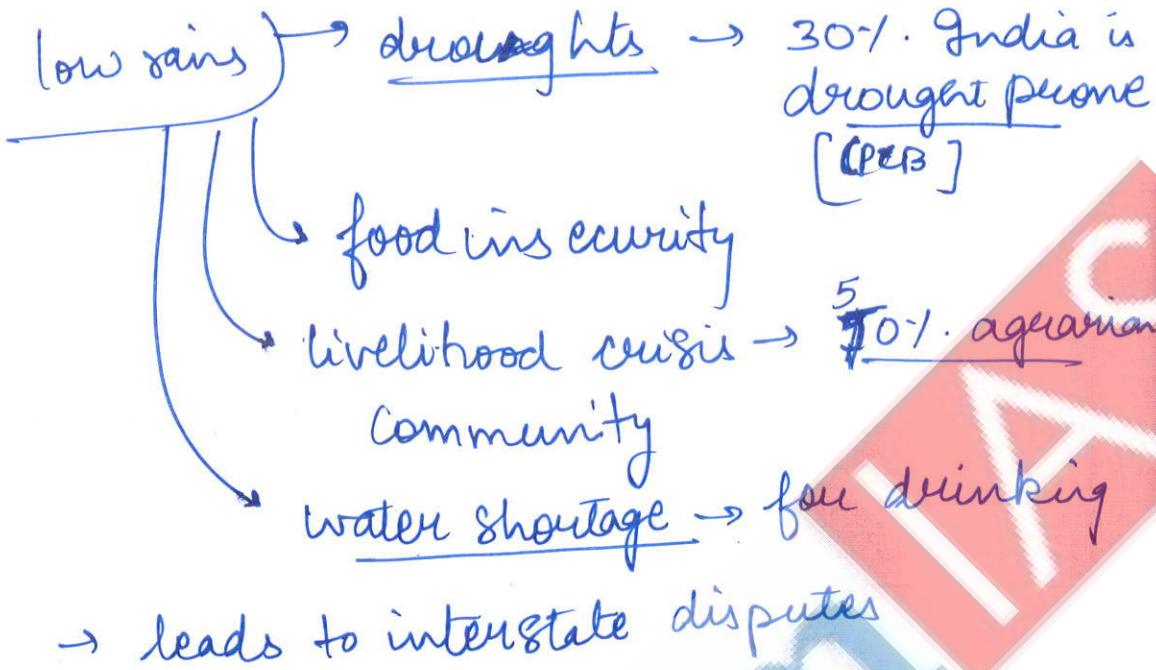 low rains → droughts → 30%. India is
drought prone
[CPCB]
food insecurity
livelihood crisis → 50%. agrarian
community
water shortage → for drinking
→ leads to interstate disputes